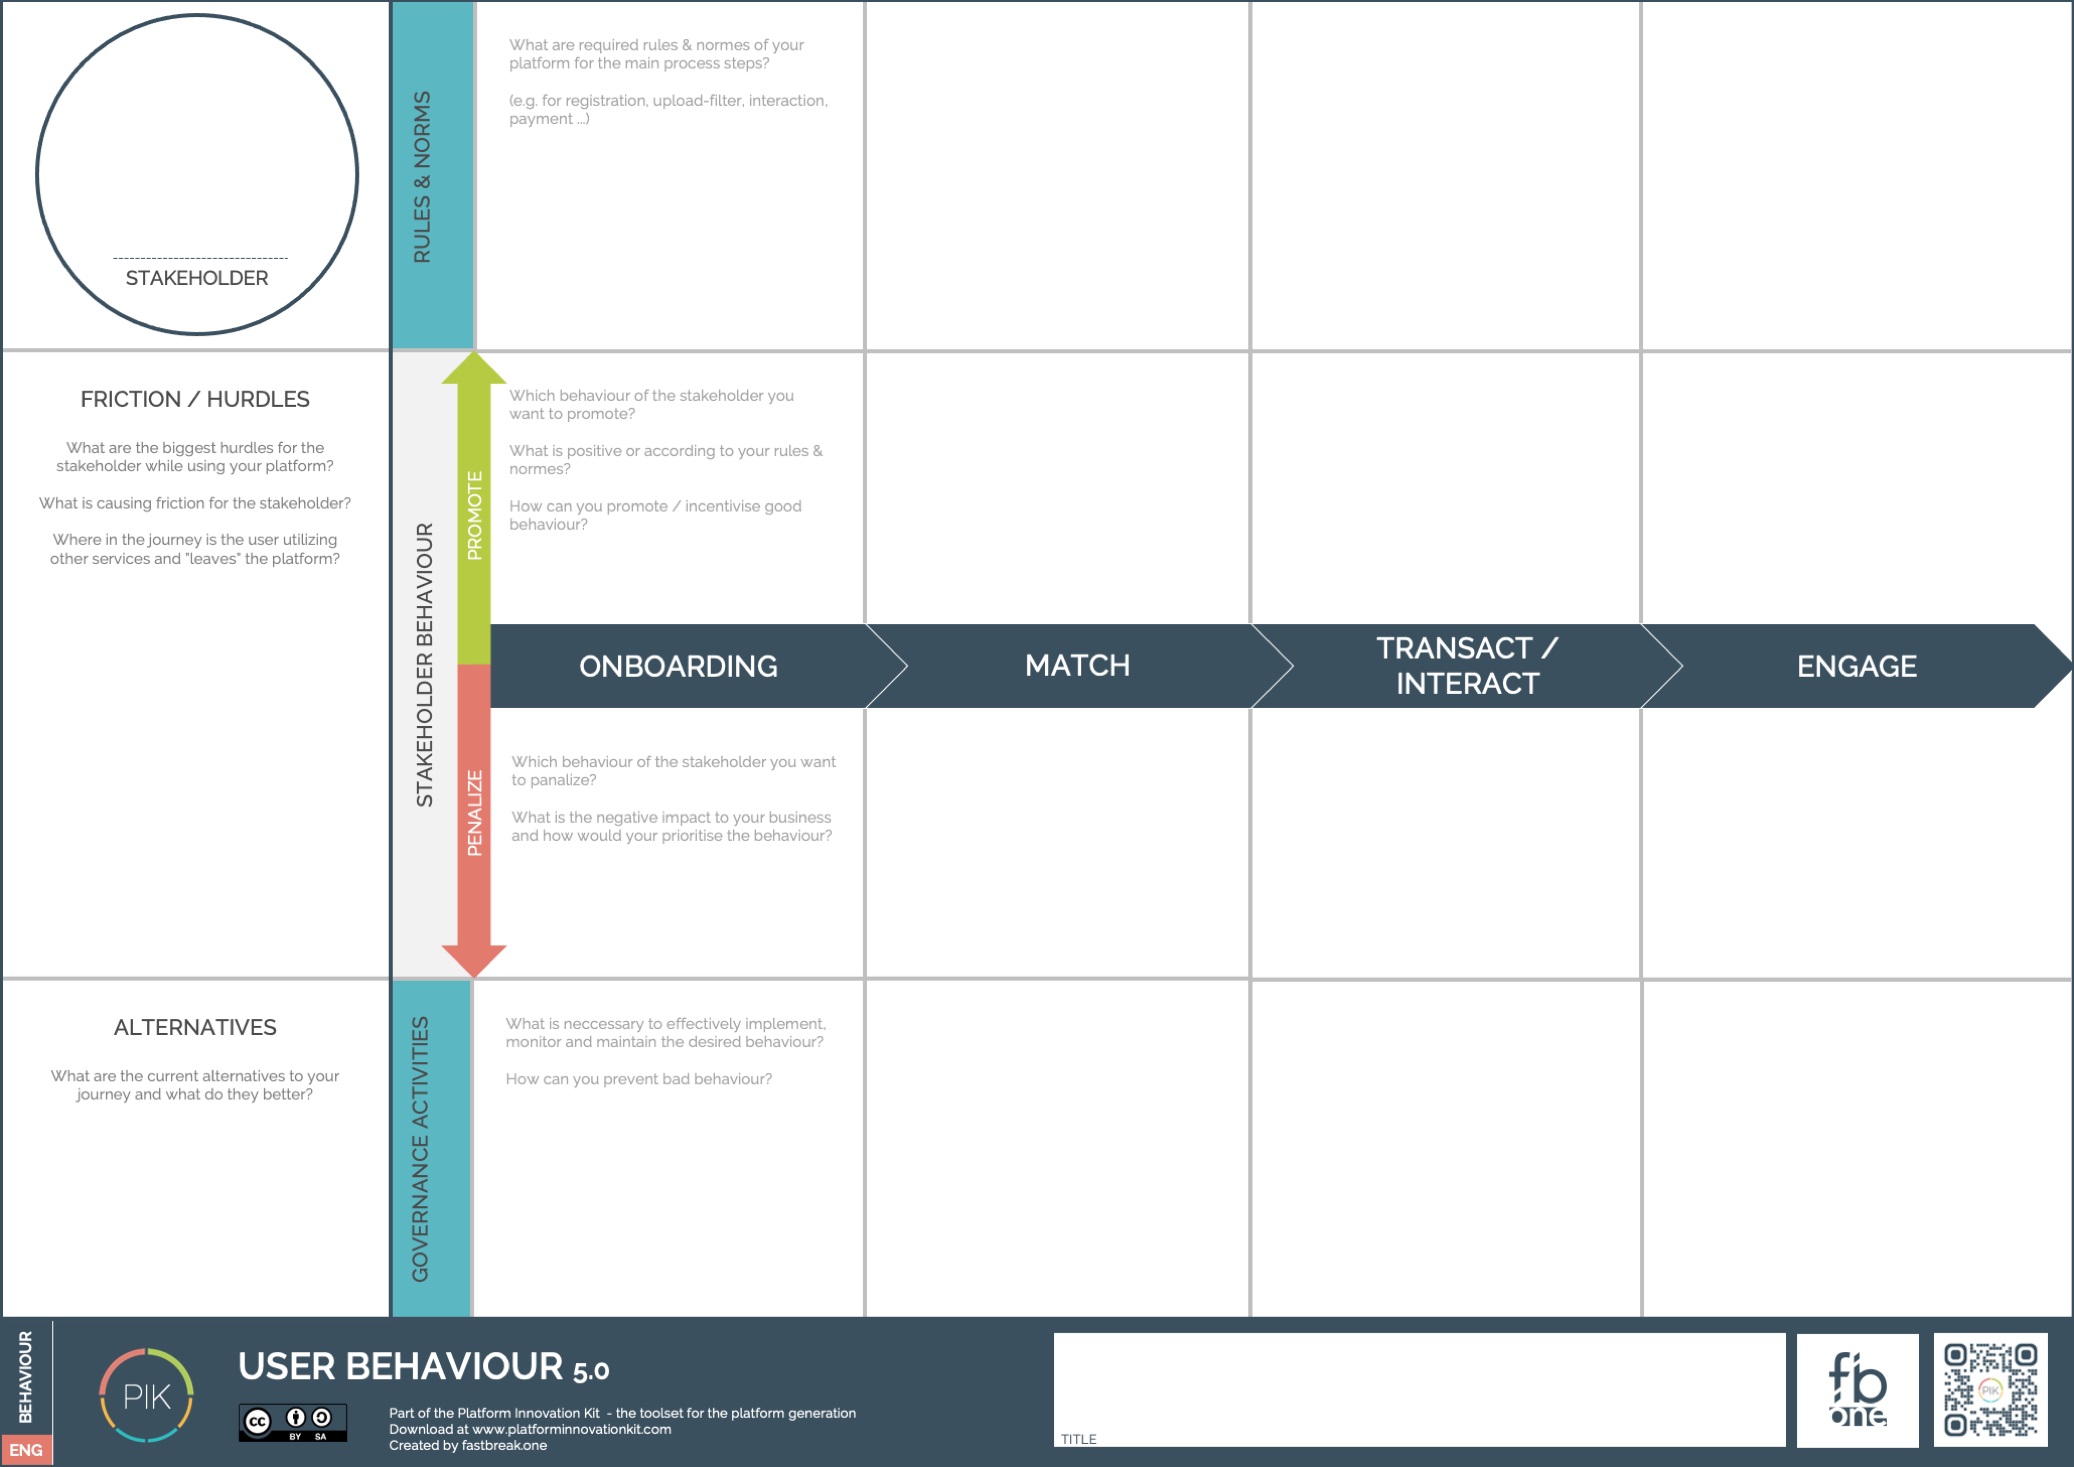 STAKEHOLDER
FRICTION / HURDLES
What are the biggest hurdles for the
stakeholder while using your platform?
What is causing friction for the stakeholder?
Where in the journey is the user utilizing
other services and "leaves" the platform?
ALTERNATIVES
What are the current alternatives to your
journey and what do they better?
RULES & NORMS
What are required rules & normes of your
platform for the main process steps?
(e.g. for registration, upload-filter, interaction,
payment ...)
STAKEHOLDER BEHAVIOUR
PROMOTE
Which behaviour of the stakeholder you
want to promote?
What is positive or according to your rules &
normes?
How can you promote / incentivise good
behaviour?
ONBOARDING
MATCH
TRANSACT /
INTERACT
ENGAGE
PENALIZE
Which behaviour of the stakeholder you want
to panalize?
What is the negative impact to your business
and how would your prioritise the behaviour?
GOVERNANCE ACTIVITIES
What is neccessary to effectively implement,
monitor and maintain the desired behaviour?
How can you prevent bad behaviour?
BEHAVIOUR
ENG
PIK
USER BEHAVIOUR 5.0
cc
BY SA
Part of the Platform Innovation Kit - the toolset for the platform generation
Download at www.platforminnovationkit.com
Created by fastbreak.one
TITLE
fb
one
PIK